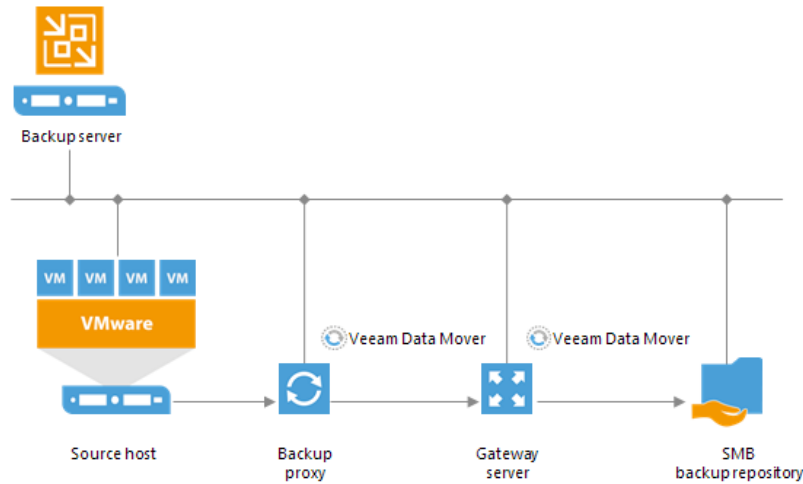 Backup server
VM VM VM VM
VMware
Veeam Data Mover Veeam Data Mover
Source host Backup proxy Gateway server SMB backup repository